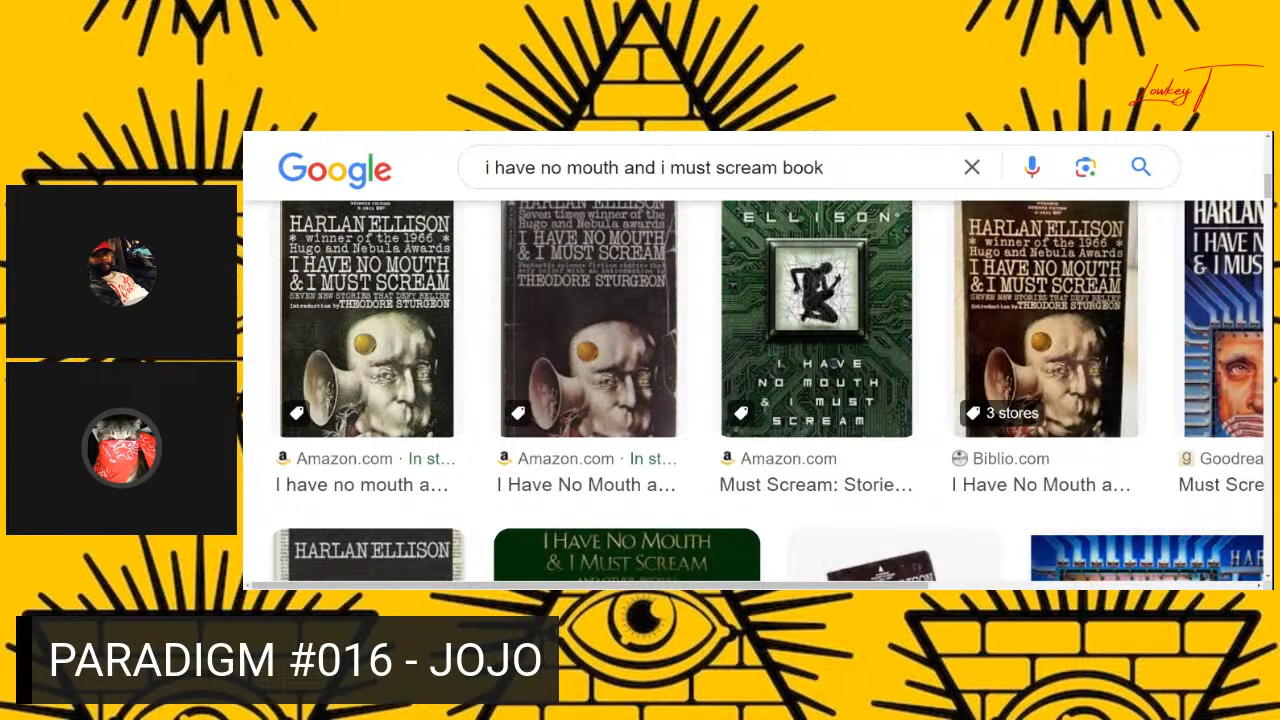 Lowkey T
Google
i have no mouth and i must scream book
SCIENCE FICTION
HARLAN ELLISON
* winner of the 1966 *
Hugo and Nebula Awards
I HAVE NO MOUTH
& I MUST SCREAM
SEVEN NEW STORIES THAT DEFY BELIEF
Introduction by THEODORE STURGEON
HARLAN ELLISON
Seven times winner of the
Hugo and Nebula awards
I HAVE NO MOUTH
& I MUST SCREAM
THEODORE STURGEON
ELLISON
I HAVE
NO MOUTH
& I MUST
SCREAM
HARLAN ELLISON
* winner of the 1966 *
Hugo and Nebula Awards
I HAVE NO MOUTH
& I MUST SCREAM
SEVEN NEW STORIES THAT DEFY BELIEF
Introduction by THEODORE STURGEON
3 stores
HARLAN
I HAVE N
& I MUS
Amazon.com · In st...
Amazon.com · In st...
Amazon.com
Biblio.com
Goodrea
I have no mouth a...
I Have No Mouth a...
Must Scream: Storie...
I Have No Mouth a...
Must Scre
HARLAN ELLISON
I HAVE NO MOUTH
& I MUST SCREAM
HAR
PARADIGM #016 - JOJO